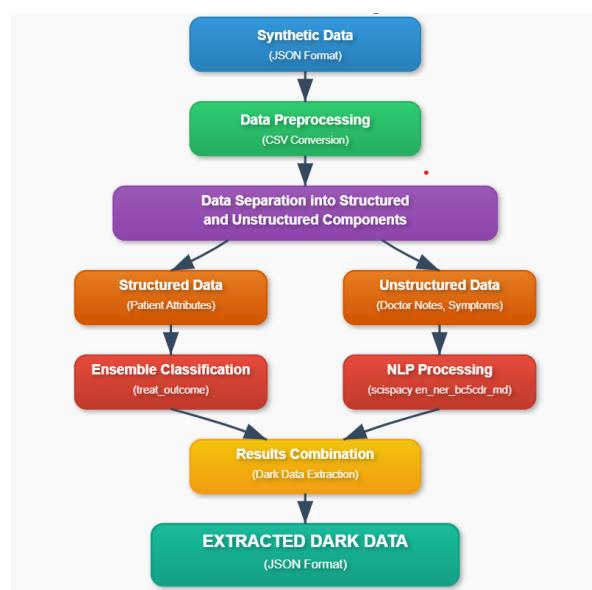 Synthetic Data
(JSON Format)
Data Preprocessing
(CSV Conversion)
Data Separation into Structured
and Unstructured Components
Structured Data
(Patient Attributes)
Unstructured Data
(Doctor Notes, Symptoms)
Ensemble Classification
(treat_outcome)
NLP Processing
(scispacy en_ner_bc5cdr_md)
Results Combination
(Dark Data Extraction)
EXTRACTED DARK DATA
(JSON Format)